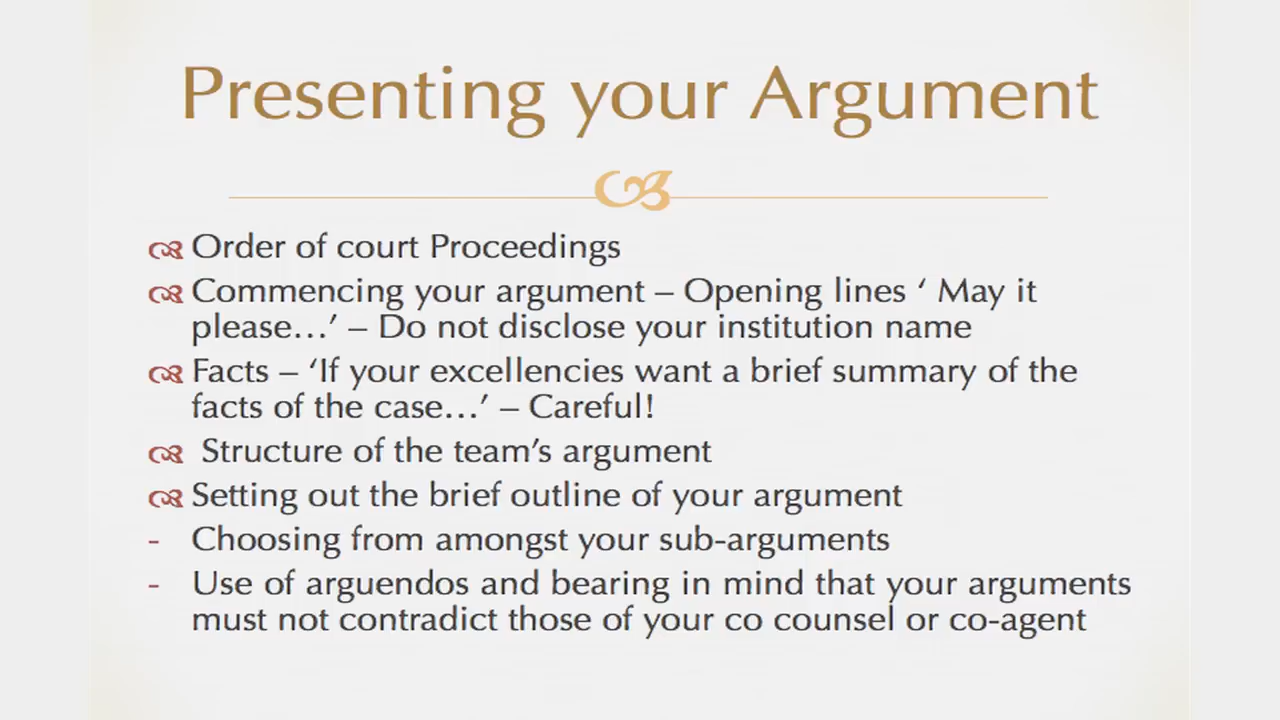 Presenting your Argument
Order of court Proceedings
Commencing your argument – Opening lines ‘ May it
please…’ – Do not disclose your institution name
Facts – ‘If your excellencies want a brief summary of the
facts of the case…’ – Careful!
Structure of the team’s argument
Setting out the brief outline of your argument
- Choosing from amongst your sub-arguments
- Use of arguendos and bearing in mind that your arguments
must not contradict those of your co counsel or co-agent